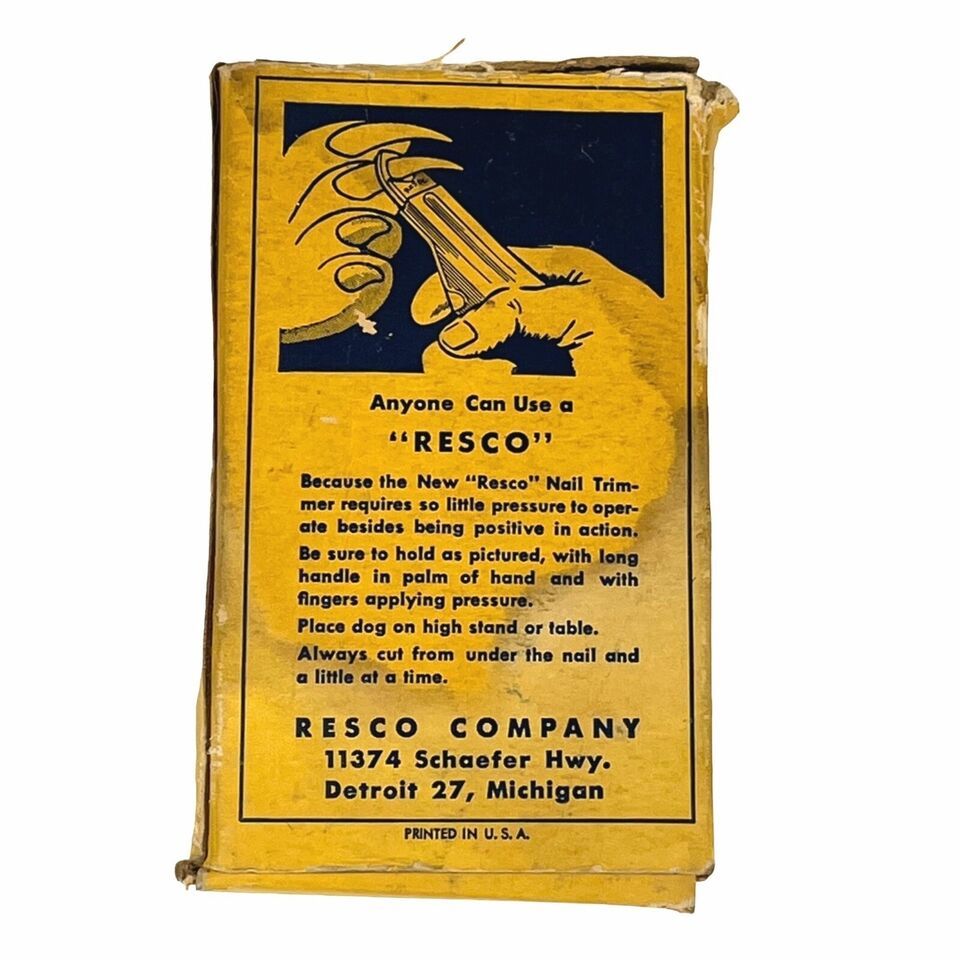 Anyone Can Use a
"RESCO"
Because the New "Resco" Nail Trim-
mer requires so little pressure to oper-
ate besides being positive in action.
Be sure to hold as pictured, with long
handle in palm of hand and with
fingers applying pressure.
Place dog on high stand or table.
Always cut from under the nail and
a little at a time.
RESCO COMPANY
11374 Schaefer Hwy.
Detroit 27, Michigan
PRINTED IN U. S. A.